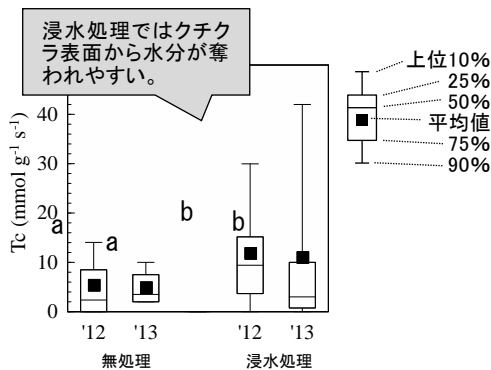 浸水処理ではクチク
ラ表面から水分が奪
われやすい。
上位10%
25%
50%
平均値
75%
90%
Tc (mmol g-1 s-1)
40
30
20
10
0
a
a
b
b
'12
'13
'12
'13
無処理
浸水処理